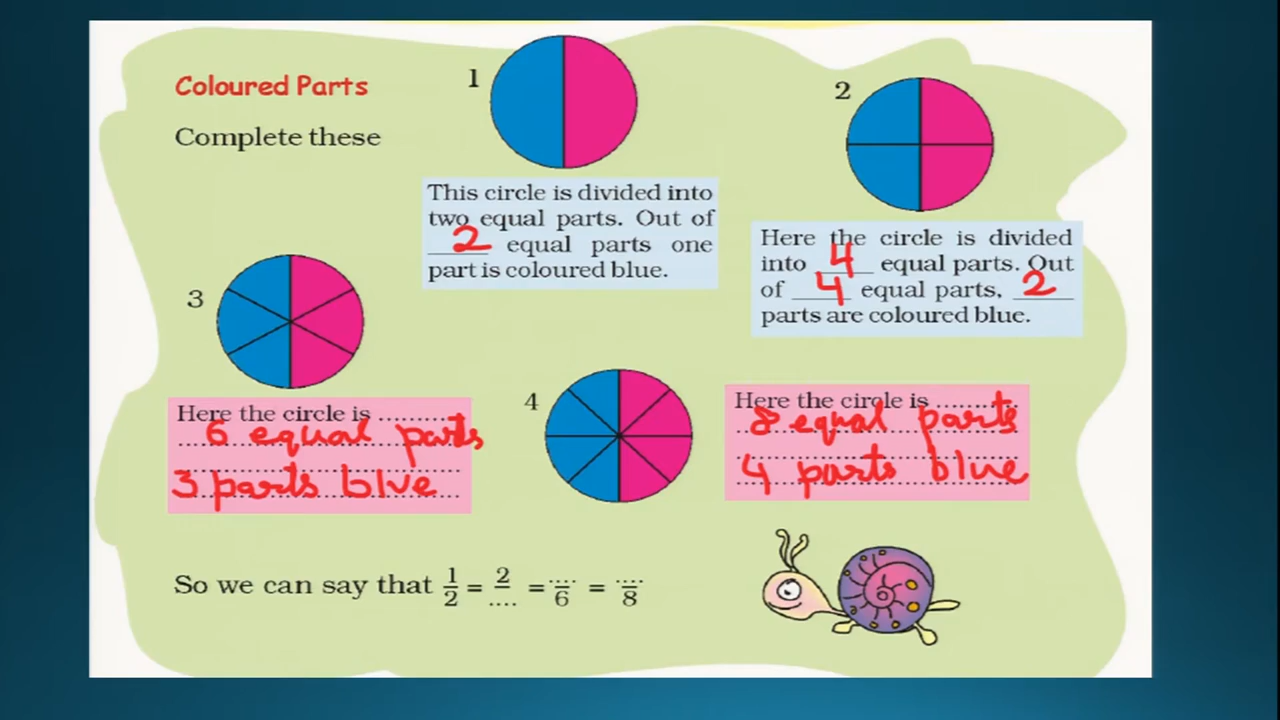 Coloured Parts
Complete these
1
This circle is divided into
two equal parts. Out of
2 equal parts one
part is coloured blue.
2
Here the circle is divided
into 4 equal parts. Out
of 4 equal parts, 2
parts are coloured blue.
3
Here the circle is ..........
6 equal parts
3 parts blue
4
Here the circle is ..........
8 equal parts
4 parts blue
So we can say that 1/2 = 2/.... = ..../6 = ..../8